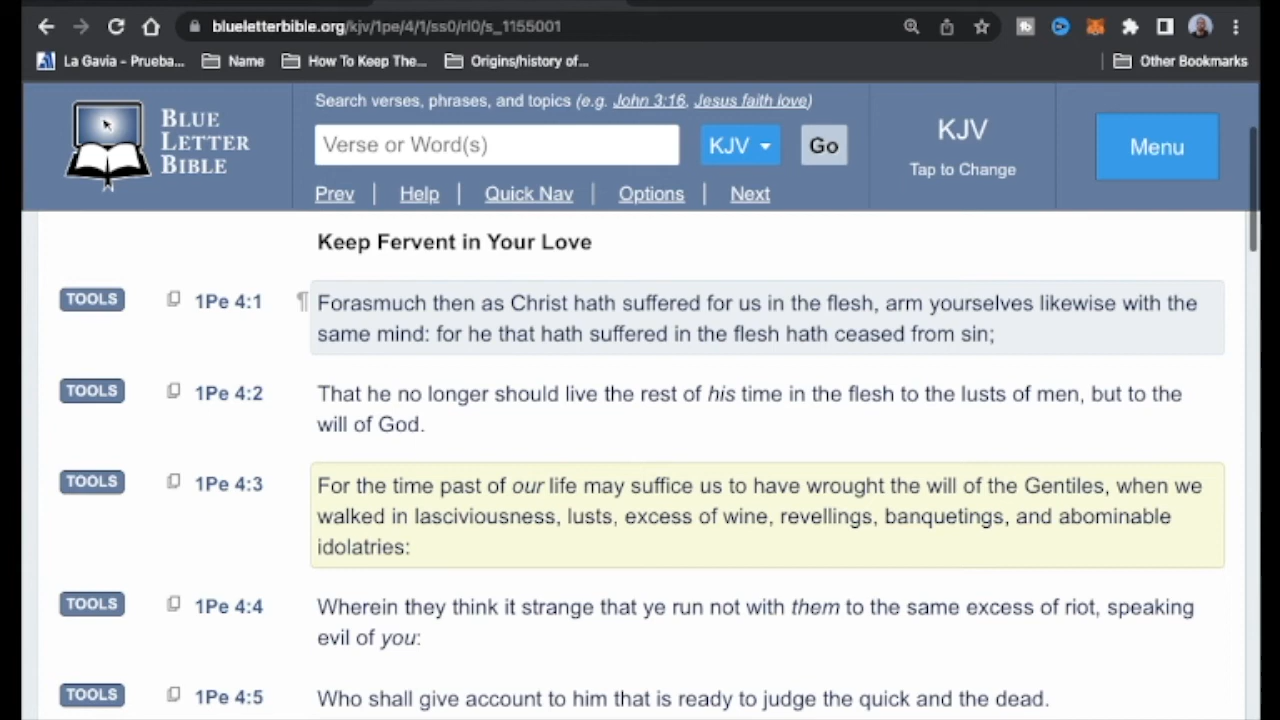 blueletterbible.org/kjv/1pe/4/1/ss0/rl0/s_1155001
La Gavia – Prueba... Name How To Keep The... Origins/history of... Other Bookmarks
BLUE
LETTER
BIBLE
Search verses, phrases, and topics (e.g. John 3:16, Jesus faith love)
Verse or Word(s) KJV Go
Prev | Help | Quick Nav | Options | Next
KJV
Tap to Change
Menu
Keep Fervent in Your Love
TOOLS 1Pe 4:1 ¶ Forasmuch then as Christ hath suffered for us in the flesh, arm yourselves likewise with the
same mind: for he that hath suffered in the flesh hath ceased from sin;
TOOLS 1Pe 4:2 That he no longer should live the rest of his time in the flesh to the lusts of men, but to the
will of God.
TOOLS 1Pe 4:3 For the time past of our life may suffice us to have wrought the will of the Gentiles, when we
walked in lasciviousness, lusts, excess of wine, revellings, banquetings, and abominable
idolatries:
TOOLS 1Pe 4:4 Wherein they think it strange that ye run not with them to the same excess of riot, speaking
evil of you:
TOOLS 1Pe 4:5 Who shall give account to him that is ready to judge the quick and the dead.